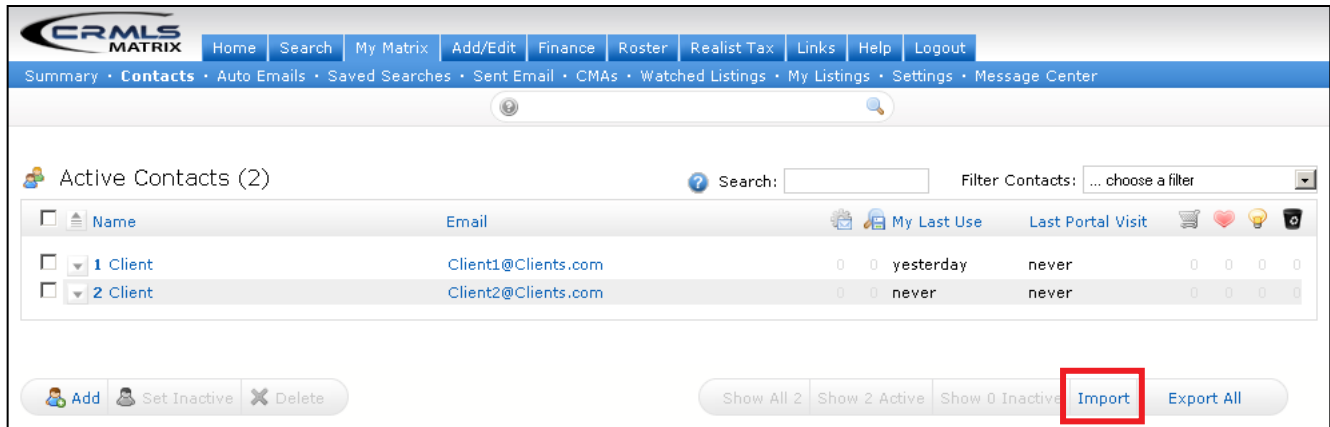 CRMLS
MATRIX
Home Search My Matrix Add/Edit Finance Roster Realist Tax Links Help Logout
Summary · Contacts · Auto Emails · Saved Searches · Sent Email · CMAs · Watched Listings · My Listings · Settings · Message Center
Active Contacts (2) Search: Filter Contacts: ... choose a filter
Name Email My Last Use Last Portal Visit
1 Client Client1@Clients.com 0 0 yesterday never 0 0 0 0
2 Client Client2@Clients.com 0 0 never never 0 0 0 0
Add Set Inactive Delete Show All 2 Show 2 Active Show 0 Inactive Import Export All